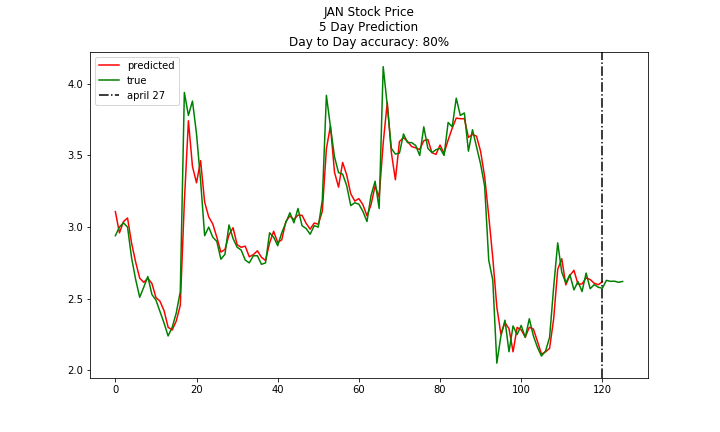 JAN Stock Price
5 Day Prediction
Day to Day accuracy: 80%
predicted
true
april 27
4.0
3.5
3.0
2.5
2.0
0 20 40 60 80 100 120